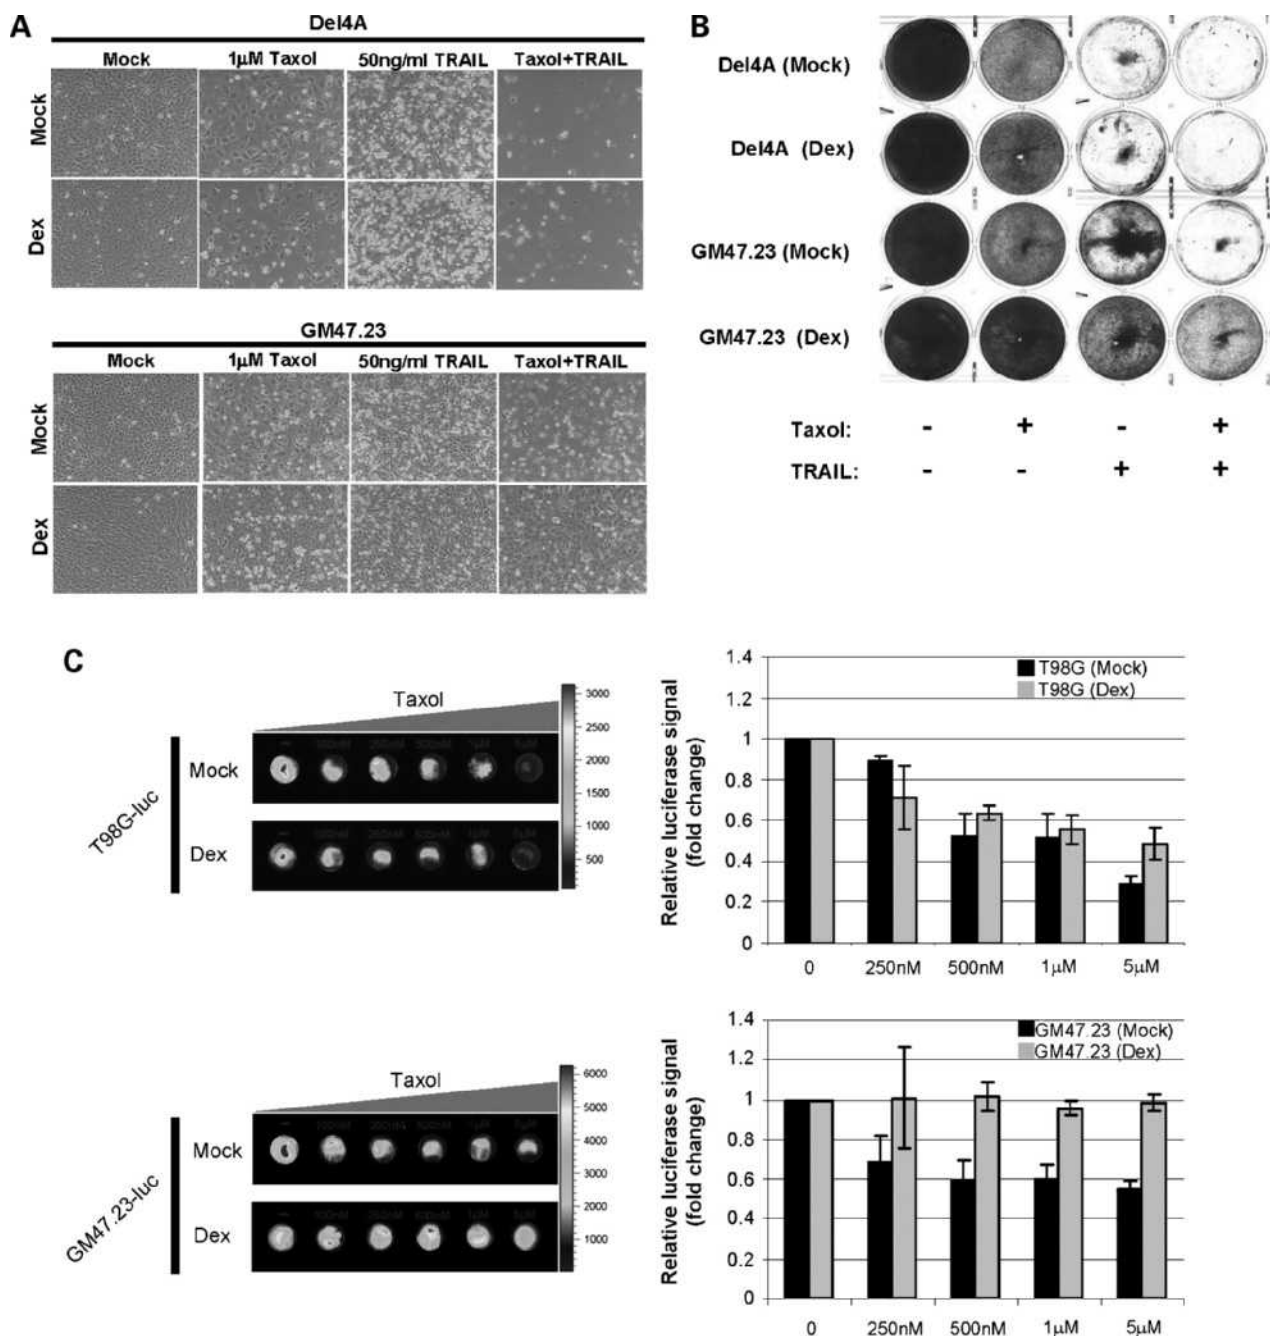 A
Del4A
Mock 1µM Taxol 50ng/ml TRAIL Taxol+TRAIL
Mock
Dex
GM47.23
Mock 1µM Taxol 50ng/ml TRAIL Taxol+TRAIL
Mock
Dex
B
Del4A (Mock)
Del4A (Dex)
GM47.23 (Mock)
GM47.23 (Dex)
Taxol: - + - +
TRAIL: - - + +
C
Taxol
T98G-luc
Mock
Dex
3000
2500
2000
1500
1000
500
Relative luciferase signal
(fold change)
1.4
1.2
1
0.8
0.6
0.4
0.2
0
T98G (Mock)
T98G (Dex)
0 250nM 500nM 1µM 5µM
Taxol
GM47.23-luc
Mock
Dex
6000
5000
4000
3000
2000
1000
Relative luciferase signal
(fold change)
1.4
1.2
1
0.8
0.6
0.4
0.2
0
GM47.23 (Mock)
GM47.23 (Dex)
0 250nM 500nM 1µM 5µM